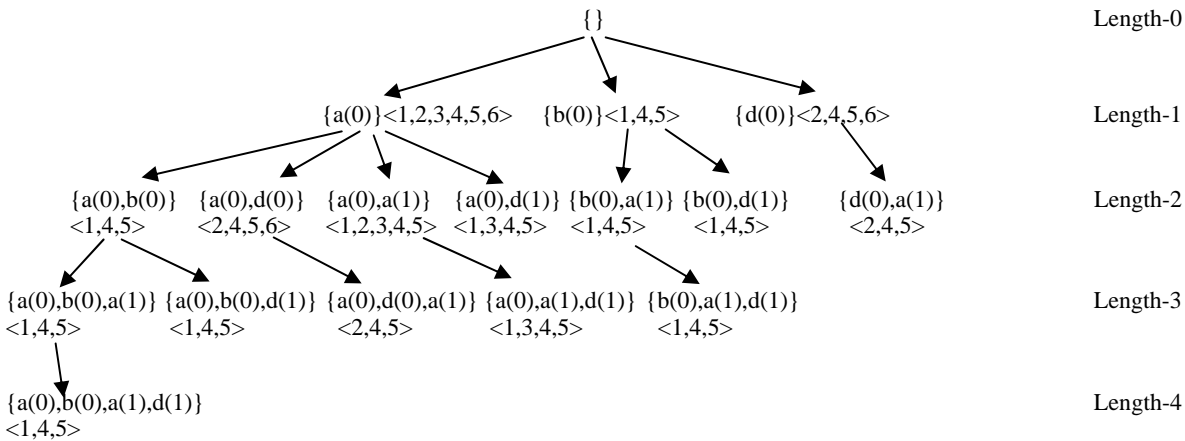 {} Length-0
{a(0)}<1,2,3,4,5,6> {b(0)}<1,4,5> {d(0)}<2,4,5,6> Length-1
{a(0),b(0)} {a(0),d(0)} {a(0),a(1)} {a(0),d(1)} {b(0),a(1)} {b(0),d(1)} {d(0),a(1)} Length-2
<1,4,5> <2,4,5,6> <1,2,3,4,5> <1,3,4,5> <1,4,5> <1,4,5> <2,4,5>
{a(0),b(0),a(1)} {a(0),b(0),d(1)} {a(0),d(0),a(1)} {a(0),a(1),d(1)} {b(0),a(1),d(1)} Length-3
<1,4,5> <1,4,5> <2,4,5> <1,3,4,5> <1,4,5>
{a(0),b(0),a(1),d(1)} Length-4
<1,4,5>